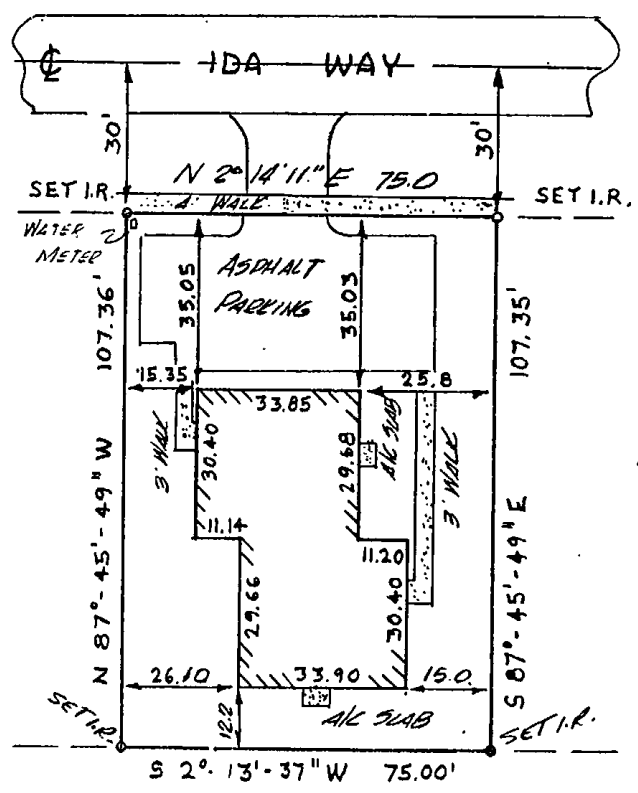 ℄ IDA WAY
30'
30'
N 2° 14' 11." E 75.0
SET I.R.
SET I.R.
4' WALK
WATER
METER
ASPHALT
PARKING
35.05
35.03
107.36'
107.35'
15.35
25.8
33.85
3' WALK
30.40
29.68
A/C SLAB
3' WALK
11.14
11.20
N 87°-45'-49" W
S 87°-45'-49" E
29.66
30.40
26.10
33.90
15.0
12.2
A/C SLAB
SET I.R.
SET I.R.
S 2°-13'-37" W 75.00'